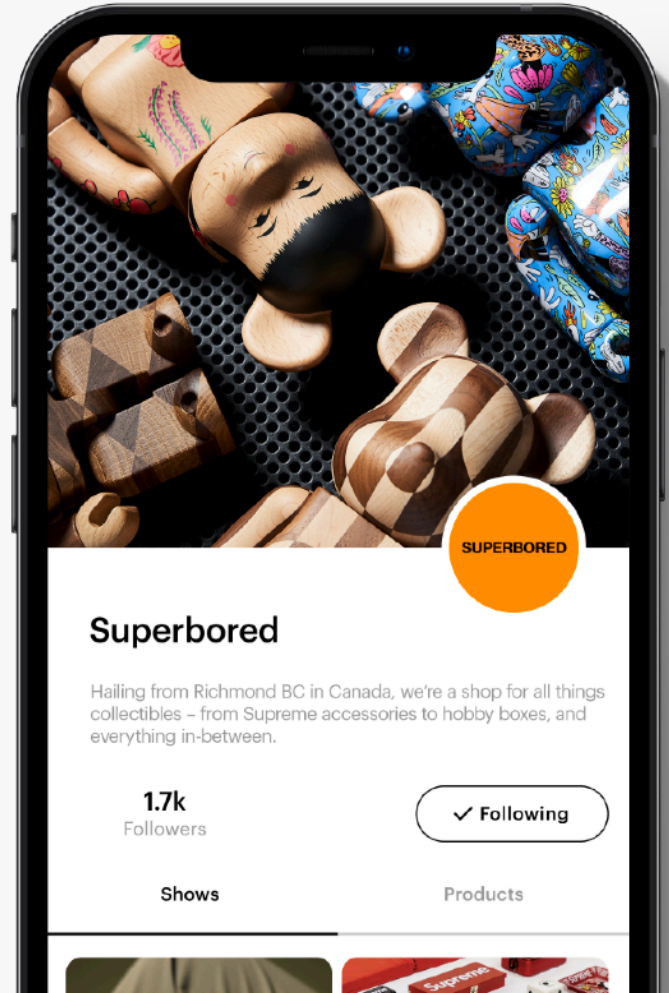 SUPERBORED
Superbored
Hailing from Richmond BC in Canada, we're a shop for all things
collectibles – from Supreme accessories to hobby boxes, and
everything in-between.
1.7k
Followers
✓ Following
Shows
Products
Supreme